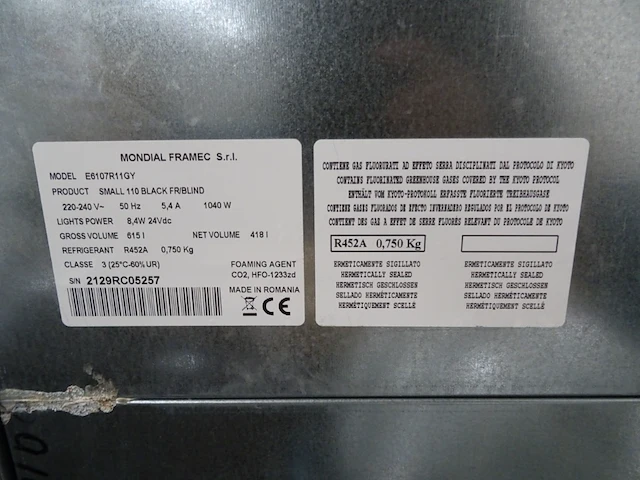 MONDIAL FRAMEC S.r.l.
MODEL E6107R11GY
PRODUCT SMALL 110 BLACK FR/BLIND
220-240 V~ 50 Hz 5,4 A 1040 W
LIGHTS POWER 8,4W 24Vdc
GROSS VOLUME 615 l NET VOLUME 418 l
REFRIGERANT R452A 0,750 Kg
CLASSE 3 (25°C-60% UR) FOAMING AGENT
CO2, HFO-1233zd
S/N 2129RC05257 MADE IN ROMANIA
CE
CONTIENE GAS FLUORURATI AD EFFETO SERRA DISCIPLINATI DAL PROTOCOLO DI KYOTO
CONTAINS FLUORINATED GREENHOUSE GASES COVERED BY THE KYOTO PROTOCOL
ENTHÄLT VOM KYOTO-PROTOKOLL ERFASSTE FLUORIERTE TREIBHAUSGASE
CONTIENE GASES FLUORADOS DE EFECTO INVERNADERO REGULADOS POR EL PROTOCOLO DE KIOTO
CONTIENT DES GAZ A EFFET DE SERRE FLUORÉS RELEVANT DU PROTOCOLE DE KYOTO
R452A 0,750 Kg
ERMETICAMENTE SIGILLATO ERMETICAMENTE SIGILLATO
HERMETICALLY SEALED HERMETICALLY SEALED
HERMETISCH GESCHLOSSEN HERMETISCH GESCHLOSSEN
SELLADO HERMÉTICAMENTE SELLADO HERMÉTICAMENTE
HERMÉTIQUEMENT SCELLÉ HERMÉTIQUEMENT SCELLÉ